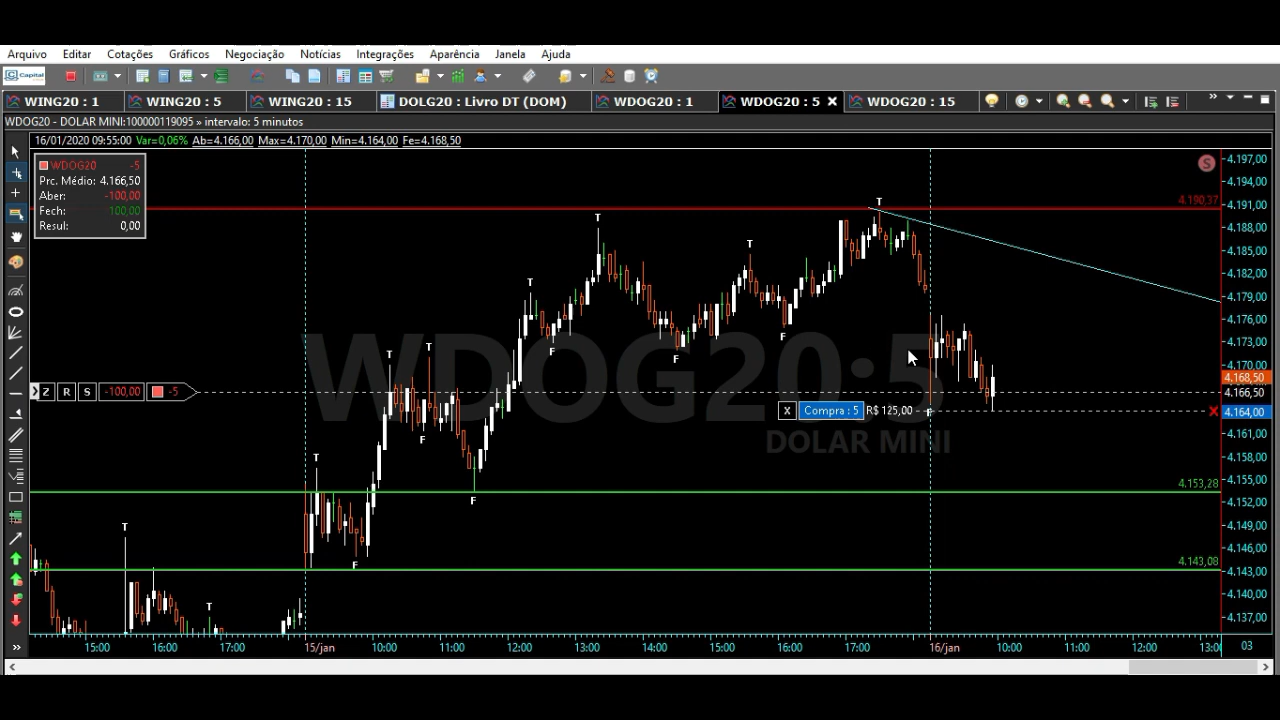 Arquivo Editar Cotações Gráficos Negociação Notícias Integrações Aparência Janela Ajuda
Capital
WING20 : 1 WING20 : 5 WING20 : 15 DOLG20 : Livro DT (DOM) WDOG20 : 1 WDOG20 : 5 WDOG20 : 15
WDOG20 - DOLAR MINI:100000119095 » intervalo: 5 minutos
16/01/2020 09:55:00 Var=0,06% Ab=4.166,00 Max=4.170,00 Min=4.164,00 Fe=4.168,50
WDOG20 -5
Prc. Médio: 4.166,50
Aber: -100,00
Fech: 100,00
Resul: 0,00
S
4.197,00
4.194,00
4.190,37
4.191,00
4.188,00
4.185,00
4.182,00
4.179,00
4.176,00
4.173,00
4.170,00
4.168,50
4.166,50
4.164,00
4.161,00
4.158,00
4.155,00
4.153,28
4.152,00
4.149,00
4.146,00
4.143,08
4.143,00
4.140,00
4.137,00
T
T
T
T
T
T
T
T
T
F
F
F
F
F
F
F
WDOG20:5
DOLAR MINI
Z R S -100,00 -5
X Compra : 5 R$ 125,00
15:00 16:00 17:00 15/jan 10:00 11:00 12:00 13:00 14:00 15:00 16:00 17:00 16/jan 10:00 11:00 12:00 13:00 03